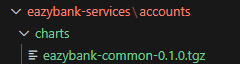 eazybank-services\accounts
charts
eazybank-common-0.1.0.tgz